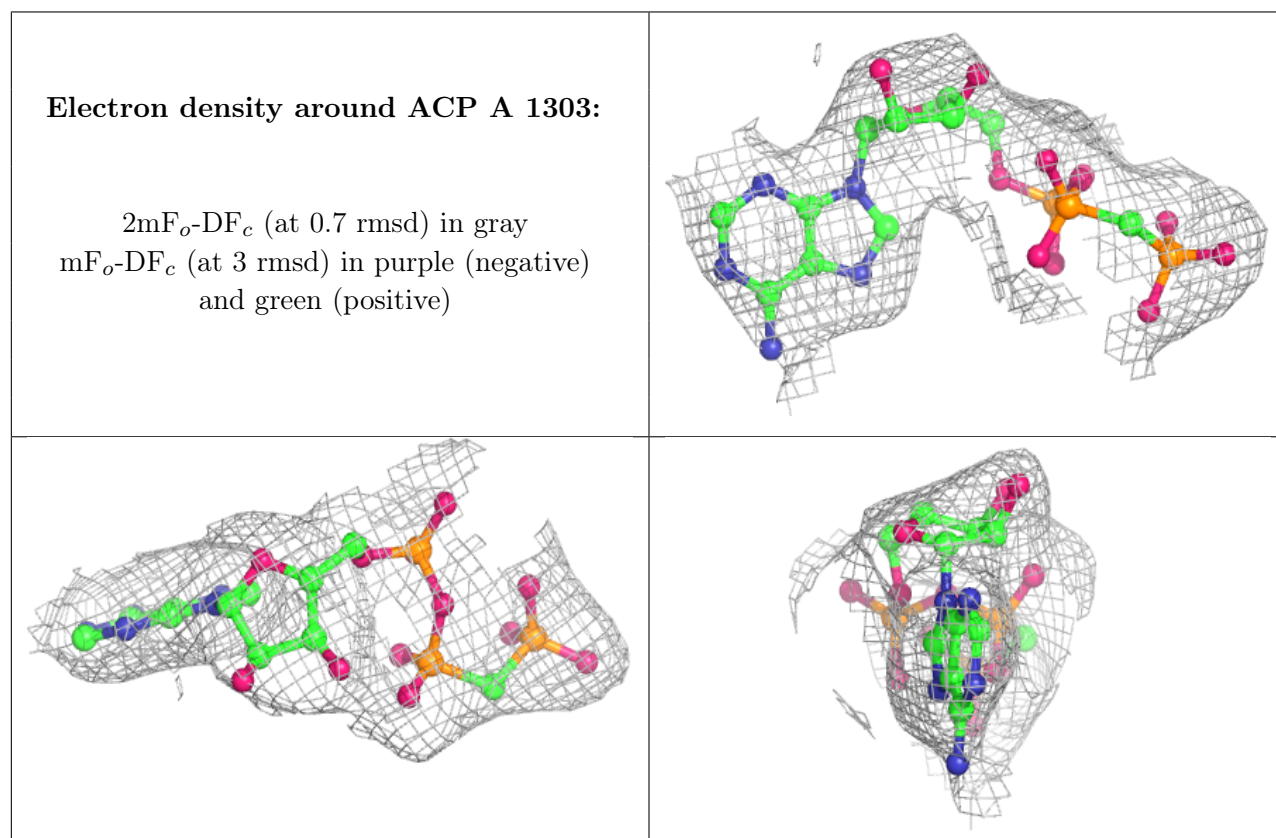 Electron density around ACP A 1303:
2mFo-DFc (at 0.7 rmsd) in gray
mFo-DFc (at 3 rmsd) in purple (negative)
and green (positive)